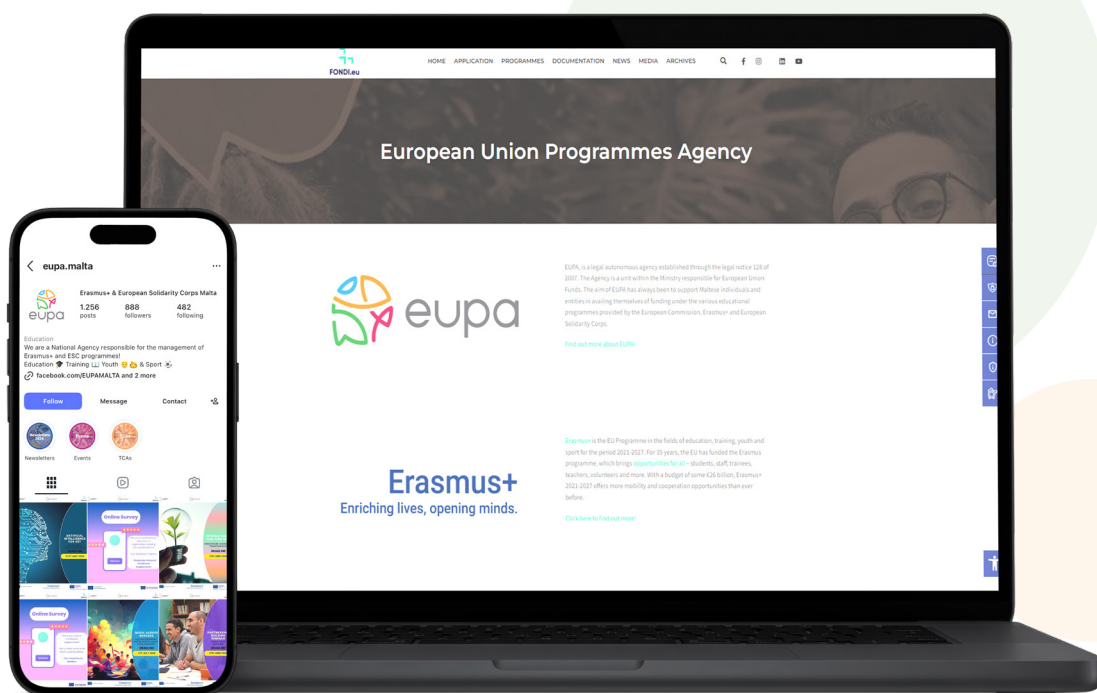 FONDI.eu
HOME APPLICATION PROGRAMMES DOCUMENTATION NEWS MEDIA ARCHIVES
European Union Programmes Agency
eupa
EUPA, is a legal autonomous agency established through the legal notice 128 of
2007. The Agency is a unit within the Ministry responsible for European Union
Funds. The aim of EUPA has always been to support Maltese individuals and
entities in availing themselves of funding under the various educational
programmes provided by the European Commission, Erasmus+ and European
Solidarity Corps.
Find out more about EUPA!
Erasmus+
Enriching lives, opening minds.
Erasmus+ is the EU Programme in the fields of education, training, youth and
sport for the period 2021-2027. For 35 years, the EU has funded the Erasmus
programme, which brings opportunities for all – students, staff, trainees,
teachers, volunteers and more. With a budget of some €26 billion, Erasmus+
2021-2027 offers more mobility and cooperation opportunities than ever
before.
Click here to find out more!
eupa.malta
eupa
Erasmus+ & European Solidarity Corps Malta
1.256 888 482
posts followers following
Education
We are a National Agency responsible for the management of
Erasmus+ and ESC programmes!
Education 🎓 Training 📖 Youth 😊 👍 & Sport ⚽
facebook.com/EUPAMALTA and 2 more
Follow Message Contact
Newsletters Events TCAs
Online Survey
ARTIFICIAL
INTELLIGENCE
FOR VET
Online Survey